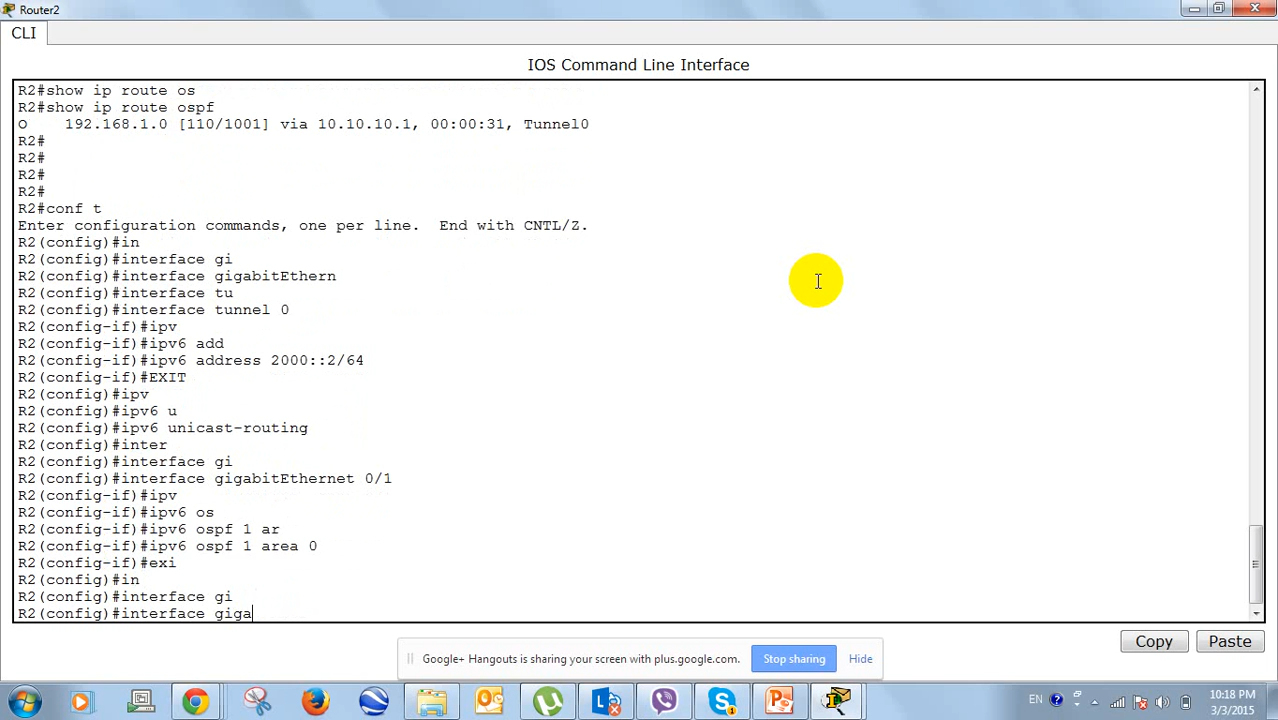 Router2
CLI
IOS Command Line Interface
R2#show ip route os
R2#show ip route ospf
O    192.168.1.0 [110/1001] via 10.10.10.1, 00:00:31, Tunnel0
R2#
R2#
R2#
R2#
R2#conf t
Enter configuration commands, one per line.  End with CNTL/Z.
R2(config)#in
R2(config)#interface gi
R2(config)#interface gigabitEthern
R2(config)#interface tu
R2(config)#interface tunnel 0
R2(config-if)#ipv
R2(config-if)#ipv6 add
R2(config-if)#ipv6 address 2000::2/64
R2(config-if)#EXIT
R2(config)#ipv
R2(config)#ipv6 u
R2(config)#ipv6 unicast-routing
R2(config)#inter
R2(config)#interface gi
R2(config)#interface gigabitEthernet 0/1
R2(config-if)#ipv
R2(config-if)#ipv6 os
R2(config-if)#ipv6 ospf 1 ar
R2(config-if)#ipv6 ospf 1 area 0
R2(config-if)#exi
R2(config)#in
R2(config)#interface gi
R2(config)#interface giga
Copy Paste
Google+ Hangouts is sharing your screen with plus.google.com. Stop sharing Hide
EN
10:18 PM
3/3/2015